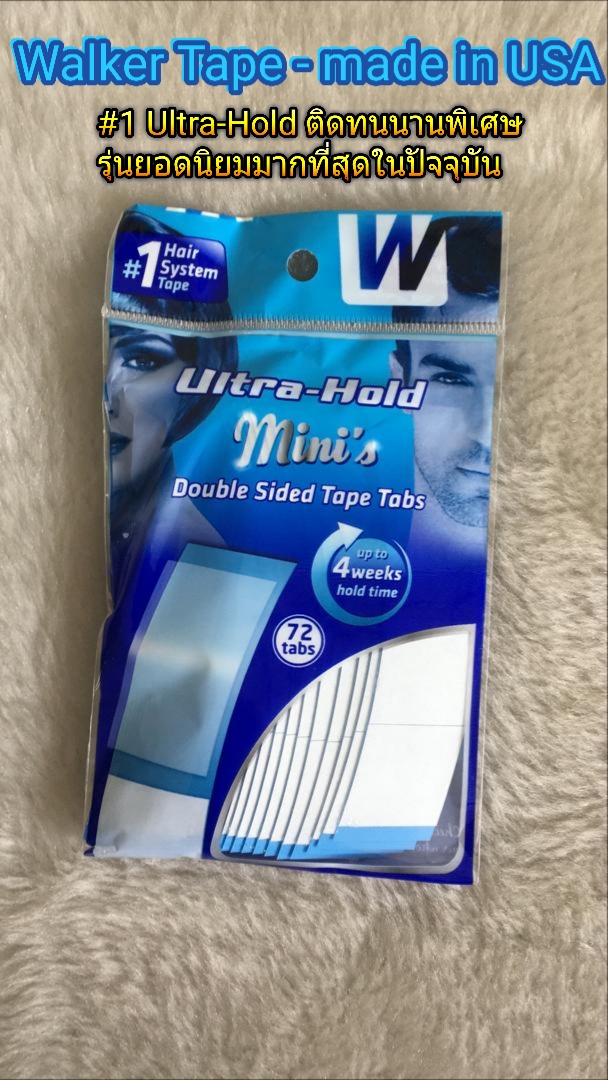 Walker Tape - made in USA
#1 Ultra-Hold ติดทนนานพิเศษ
รุ่นยอดนิยมมากที่สุดในปัจจุบัน
#1 Hair
System
Tape
W
Ultra-Hold
Mini's
Double Sided Tape Tabs
up to
4 weeks
hold time
72
tabs